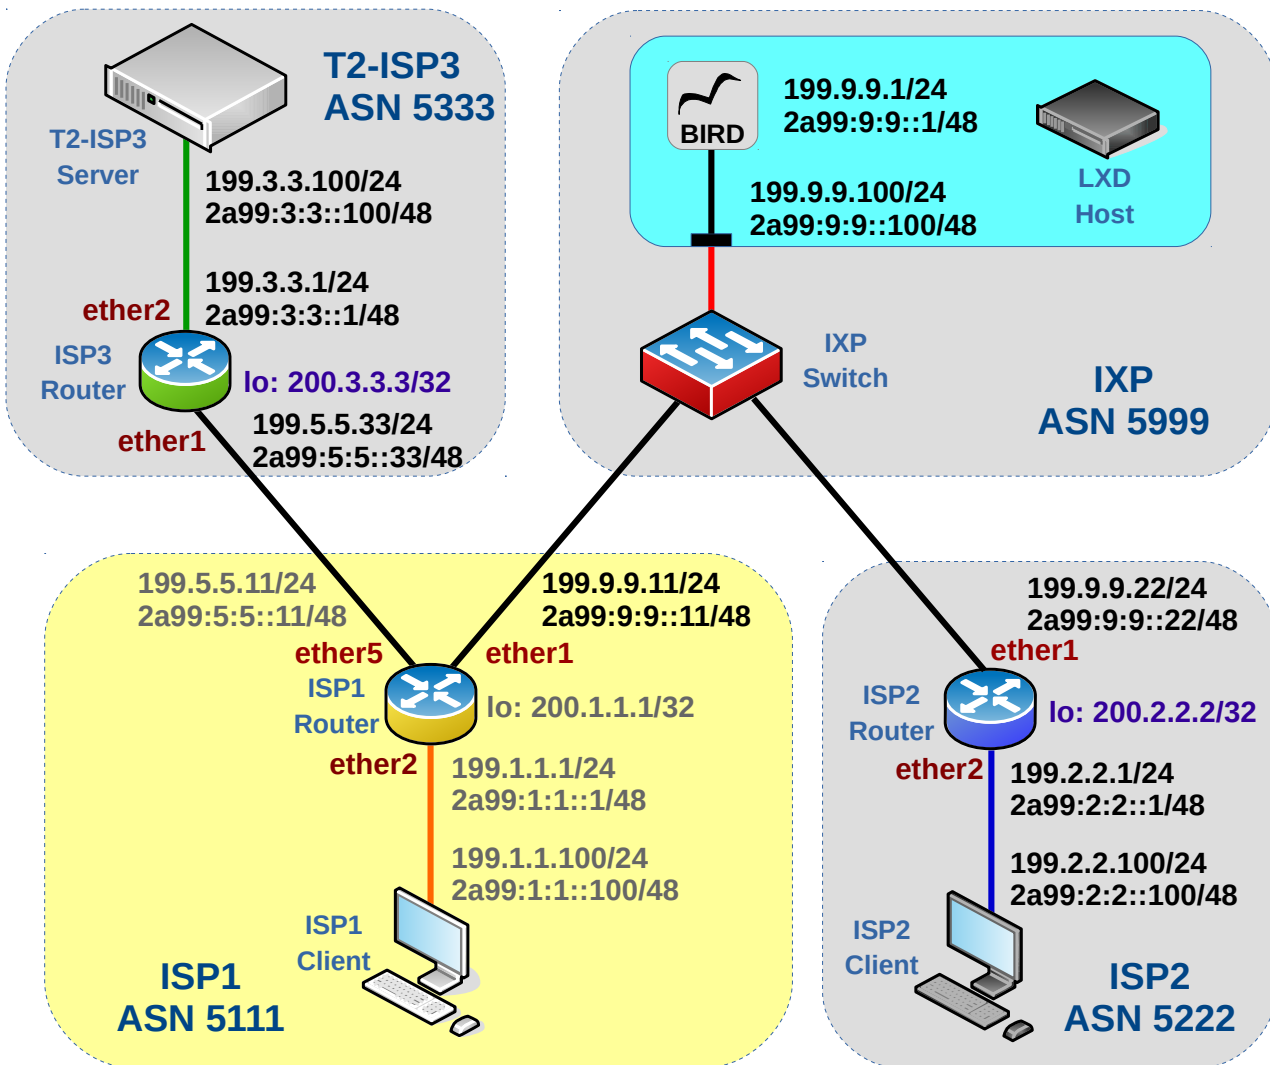 T2-ISP3
ASN 5333
T2-ISP3
Server
199.3.3.100/24
2a99:3:3::100/48
199.3.3.1/24
2a99:3:3::1/48
ether2
ISP3
Router
lo: 200.3.3.3/32
ether1
199.5.5.33/24
2a99:5:5::33/48
BIRD
199.9.9.1/24
2a99:9:9::1/48
199.9.9.100/24
2a99:9:9::100/48
LXD
Host
IXP
Switch
IXP
ASN 5999
199.5.5.11/24
2a99:5:5::11/48
199.9.9.11/24
2a99:9:9::11/48
ether5
ether1
ISP1
Router
lo: 200.1.1.1/32
ether2
199.1.1.1/24
2a99:1:1::1/48
199.1.1.100/24
2a99:1:1::100/48
ISP1
Client
ISP1
ASN 5111
199.9.9.22/24
2a99:9:9::22/48
ether1
ISP2
Router
lo: 200.2.2.2/32
ether2
199.2.2.1/24
2a99:2:2::1/48
199.2.2.100/24
2a99:2:2::100/48
ISP2
Client
ISP2
ASN 5222